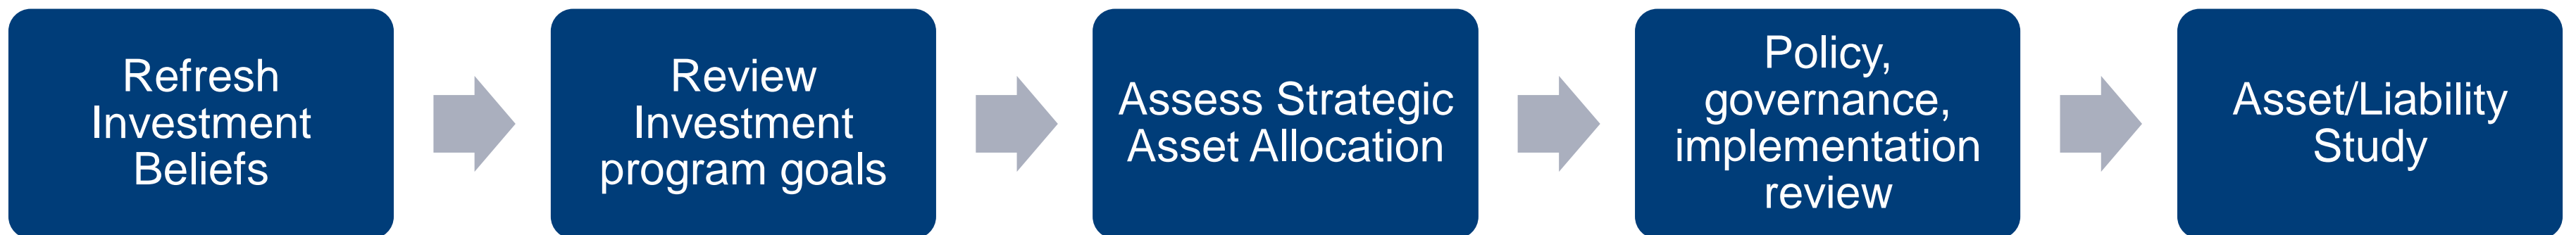 Refresh
Investment
Beliefs
Review
Investment
program goals
Assess Strategic
Asset Allocation
Policy,
governance,
implementation
review
Asset/Liability
Study